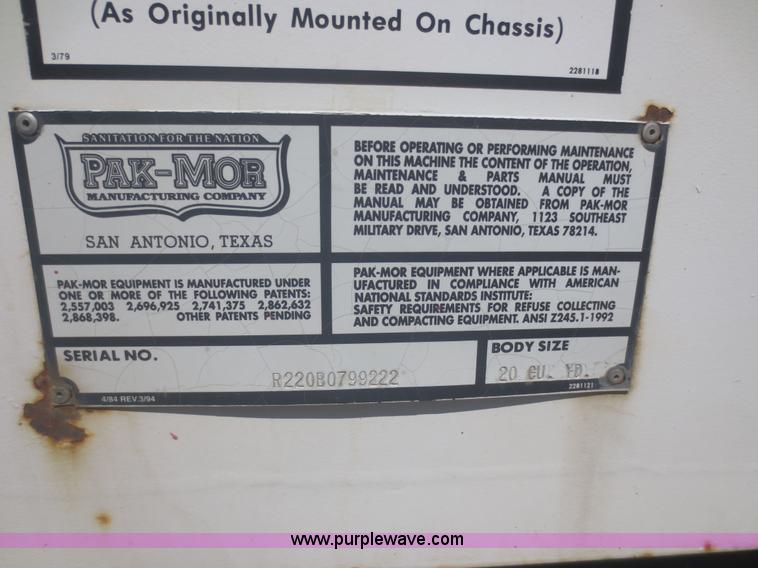 (As Originally Mounted On Chassis)
3/79
2281118
SANITATION FOR THE NATION
PAK-MOR
MANUFACTURING COMPANY
SAN ANTONIO, TEXAS
BEFORE OPERATING OR PERFORMING MAINTENANCE
ON THIS MACHINE THE CONTENT OF THE OPERATION,
MAINTENANCE & PARTS MANUAL MUST
BE READ AND UNDERSTOOD. A COPY OF THE
MANUAL MAY BE OBTAINED FROM PAK-MOR
MANUFACTURING COMPANY, 1123 SOUTHEAST
MILITARY DRIVE, SAN ANTONIO, TEXAS 78214.
PAK-MOR EQUIPMENT IS MANUFACTURED UNDER
ONE OR MORE OF THE FOLLOWING PATENTS:
2,557,003 2,696,925 2,741,375 2,862,632
2,868,398. OTHER PATENTS PENDING
PAK-MOR EQUIPMENT WHERE APPLICABLE IS MAN-
UFACTURED IN COMPLIANCE WITH AMERICAN
NATIONAL STANDARDS INSTITUTE:
SAFETY REQUIREMENTS FOR REFUSE COLLECTING
AND COMPACTING EQUIPMENT. ANSI Z245.1-1992
SERIAL NO.
R220B0799222
BODY SIZE
20 CU. YD.
4/84 REV.3/94
2281121
www.purplewave.com